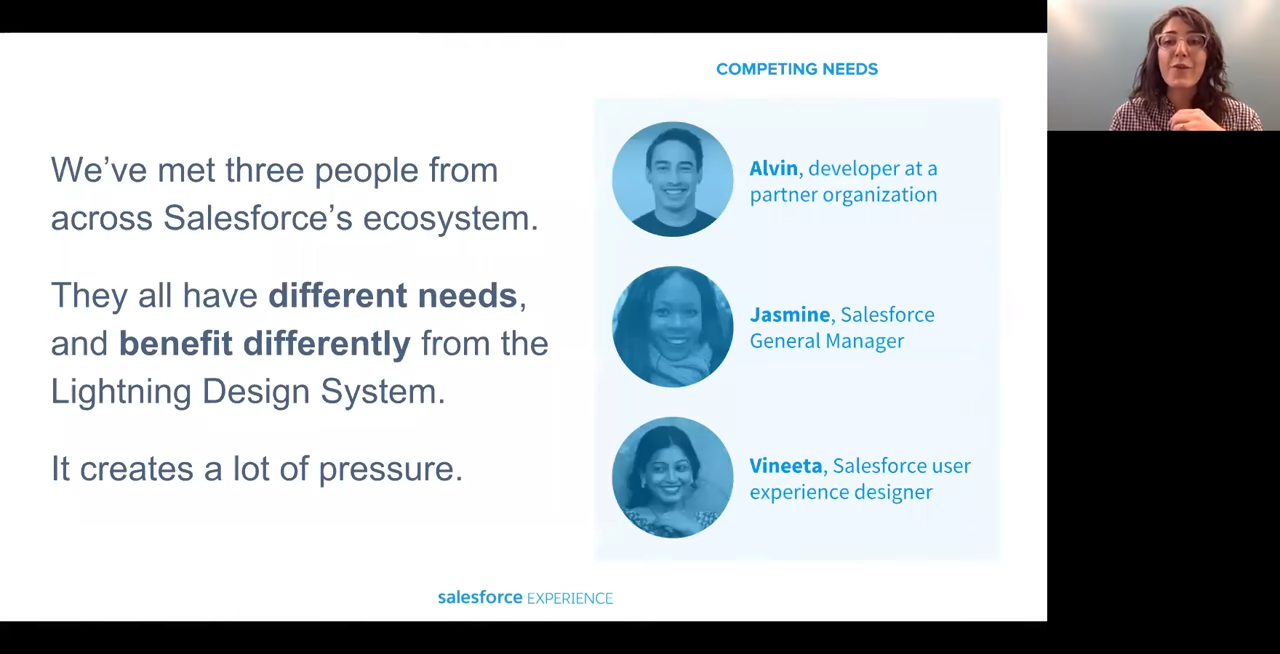 We’ve met three people from
across Salesforce’s ecosystem.
They all have different needs,
and benefit differently from the
Lightning Design System.
It creates a lot of pressure.
COMPETING NEEDS
Alvin, developer at a
partner organization
Jasmine, Salesforce
General Manager
Vineeta, Salesforce user
experience designer
salesforce EXPERIENCE